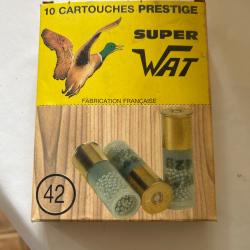 10 CARTOUCHES PRESTIGE
SUPER
WAT
FABRICATION FRANÇAISE
42